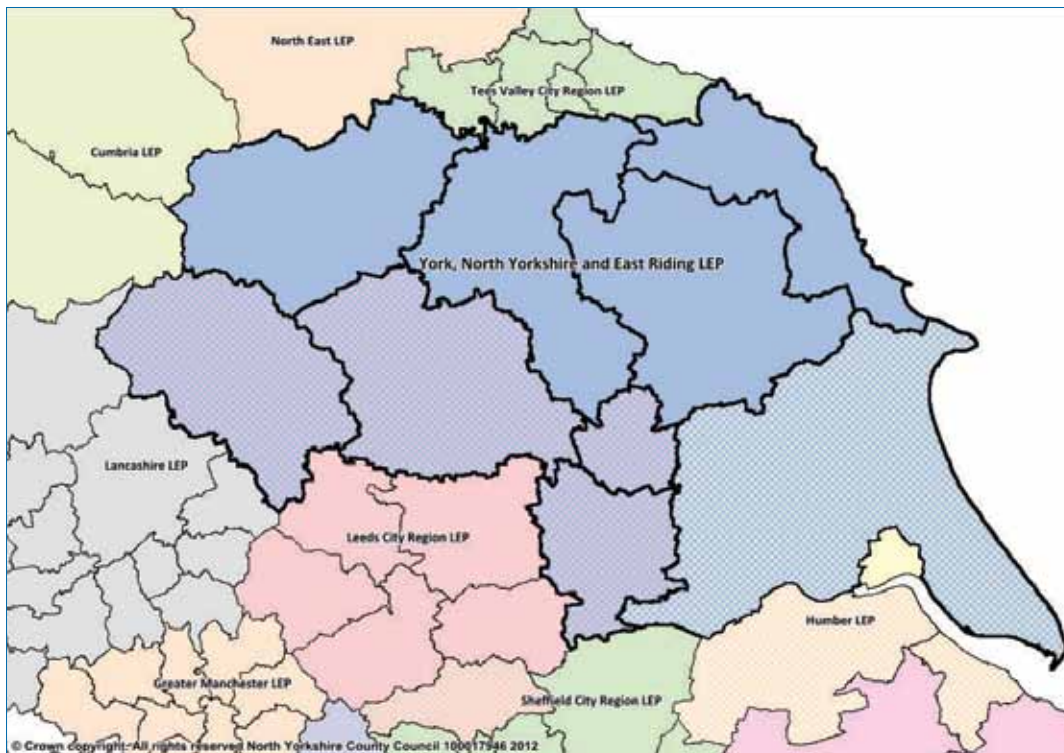 North East LEP
Tees Valley City Region LEP
Cumbria LEP
York, North Yorkshire and East Riding LEP
Lancashire LEP
Leeds City Region LEP
Humber LEP
Greater Manchester LEP
Sheffield City Region LEP
© Crown copyright. All rights reserved North Yorkshire County Council 100017946 2012